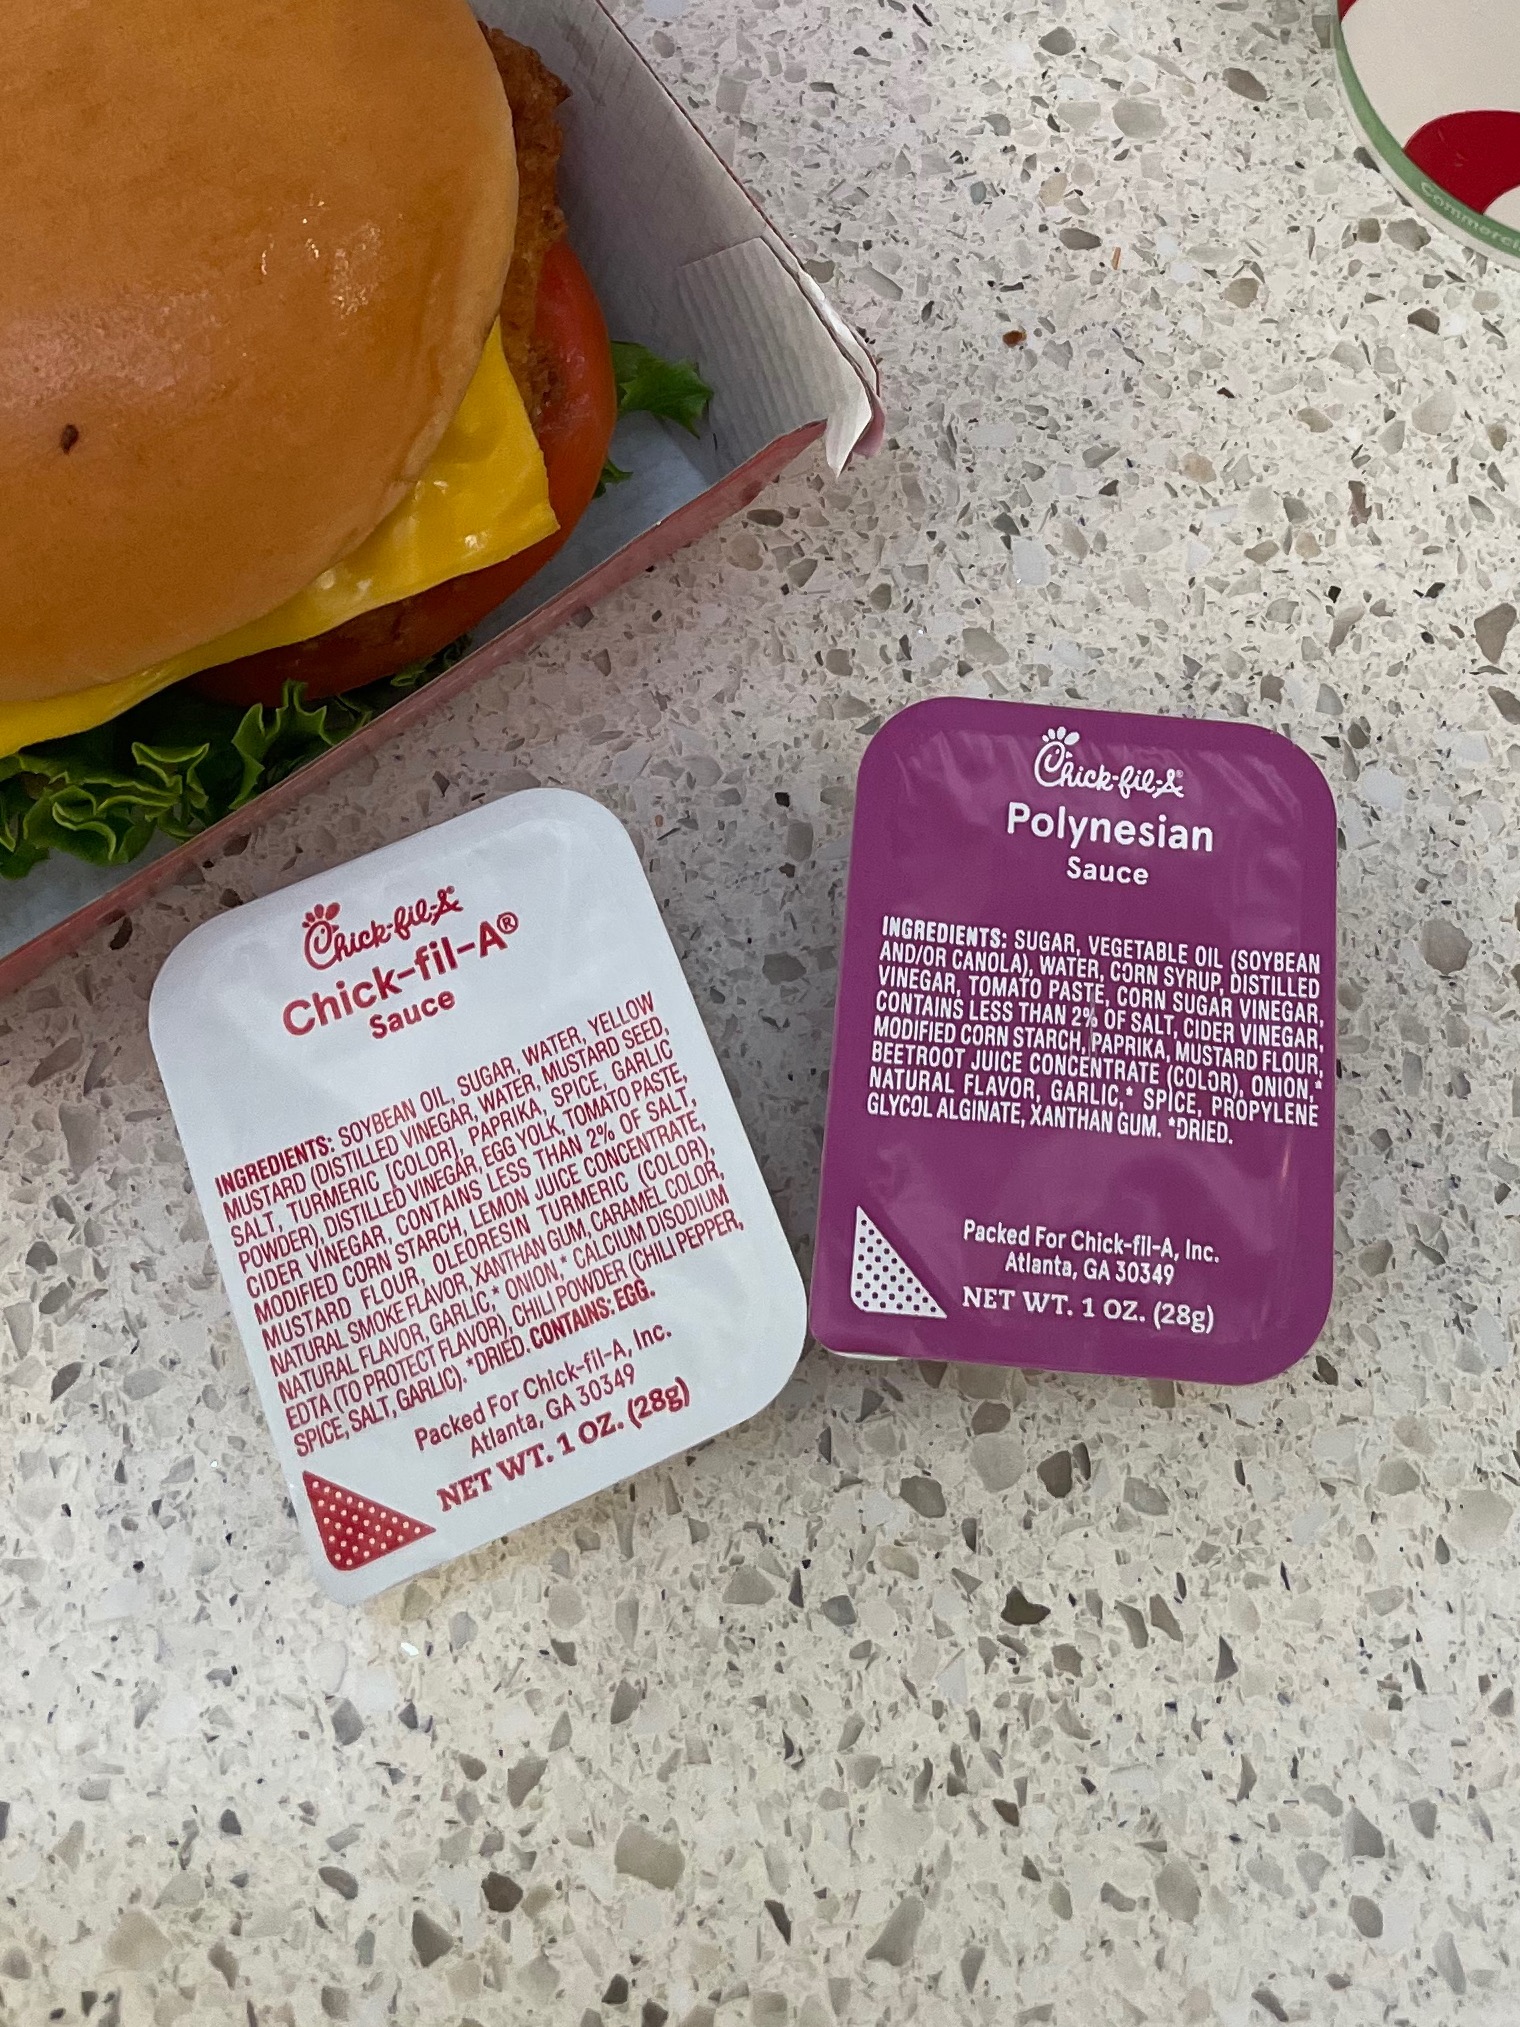 Commerci
Chick-fil-A®
Chick-fil-A®
Sauce
INGREDIENTS: SOYBEAN OIL, SUGAR, WATER, YELLOW
MUSTARD (DISTILLED VINEGAR, WATER, MUSTARD SEED,
SALT, TURMERIC [COLOR], PAPRIKA, SPICE, GARLIC
POWDER), DISTILLED VINEGAR, EGG YOLK, TOMATO PASTE,
CIDER VINEGAR, CONTAINS LESS THAN 2% OF SALT,
MODIFIED CORN STARCH, LEMON JUICE CONCENTRATE,
MUSTARD FLOUR, OLEORESIN TURMERIC (COLOR),
NATURAL SMOKE FLAVOR, XANTHAN GUM, CARAMEL COLOR,
NATURAL FLAVOR, GARLIC,* ONION,* CALCIUM DISODIUM
EDTA (TO PROTECT FLAVOR), CHILI POWDER (CHILI PEPPER,
SPICE, SALT, GARLIC). *DRIED. CONTAINS: EGG.
Packed For Chick-fil-A, Inc.
Atlanta, GA 30349
NET WT. 1 OZ. (28g)
Chick-fil-A®
Polynesian
Sauce
INGREDIENTS: SUGAR, VEGETABLE OIL (SOYBEAN
AND/OR CANOLA), WATER, CORN SYRUP, DISTILLED
VINEGAR, TOMATO PASTE, CORN SUGAR VINEGAR,
CONTAINS LESS THAN 2% OF SALT, CIDER VINEGAR,
MODIFIED CORN STARCH, PAPRIKA, MUSTARD FLOUR,
BEETROOT JUICE CONCENTRATE (COLOR), ONION,*
NATURAL FLAVOR, GARLIC,* SPICE, PROPYLENE
GLYCOL ALGINATE, XANTHAN GUM. *DRIED.
Packed For Chick-fil-A, Inc.
Atlanta, GA 30349
NET WT. 1 OZ. (28g)